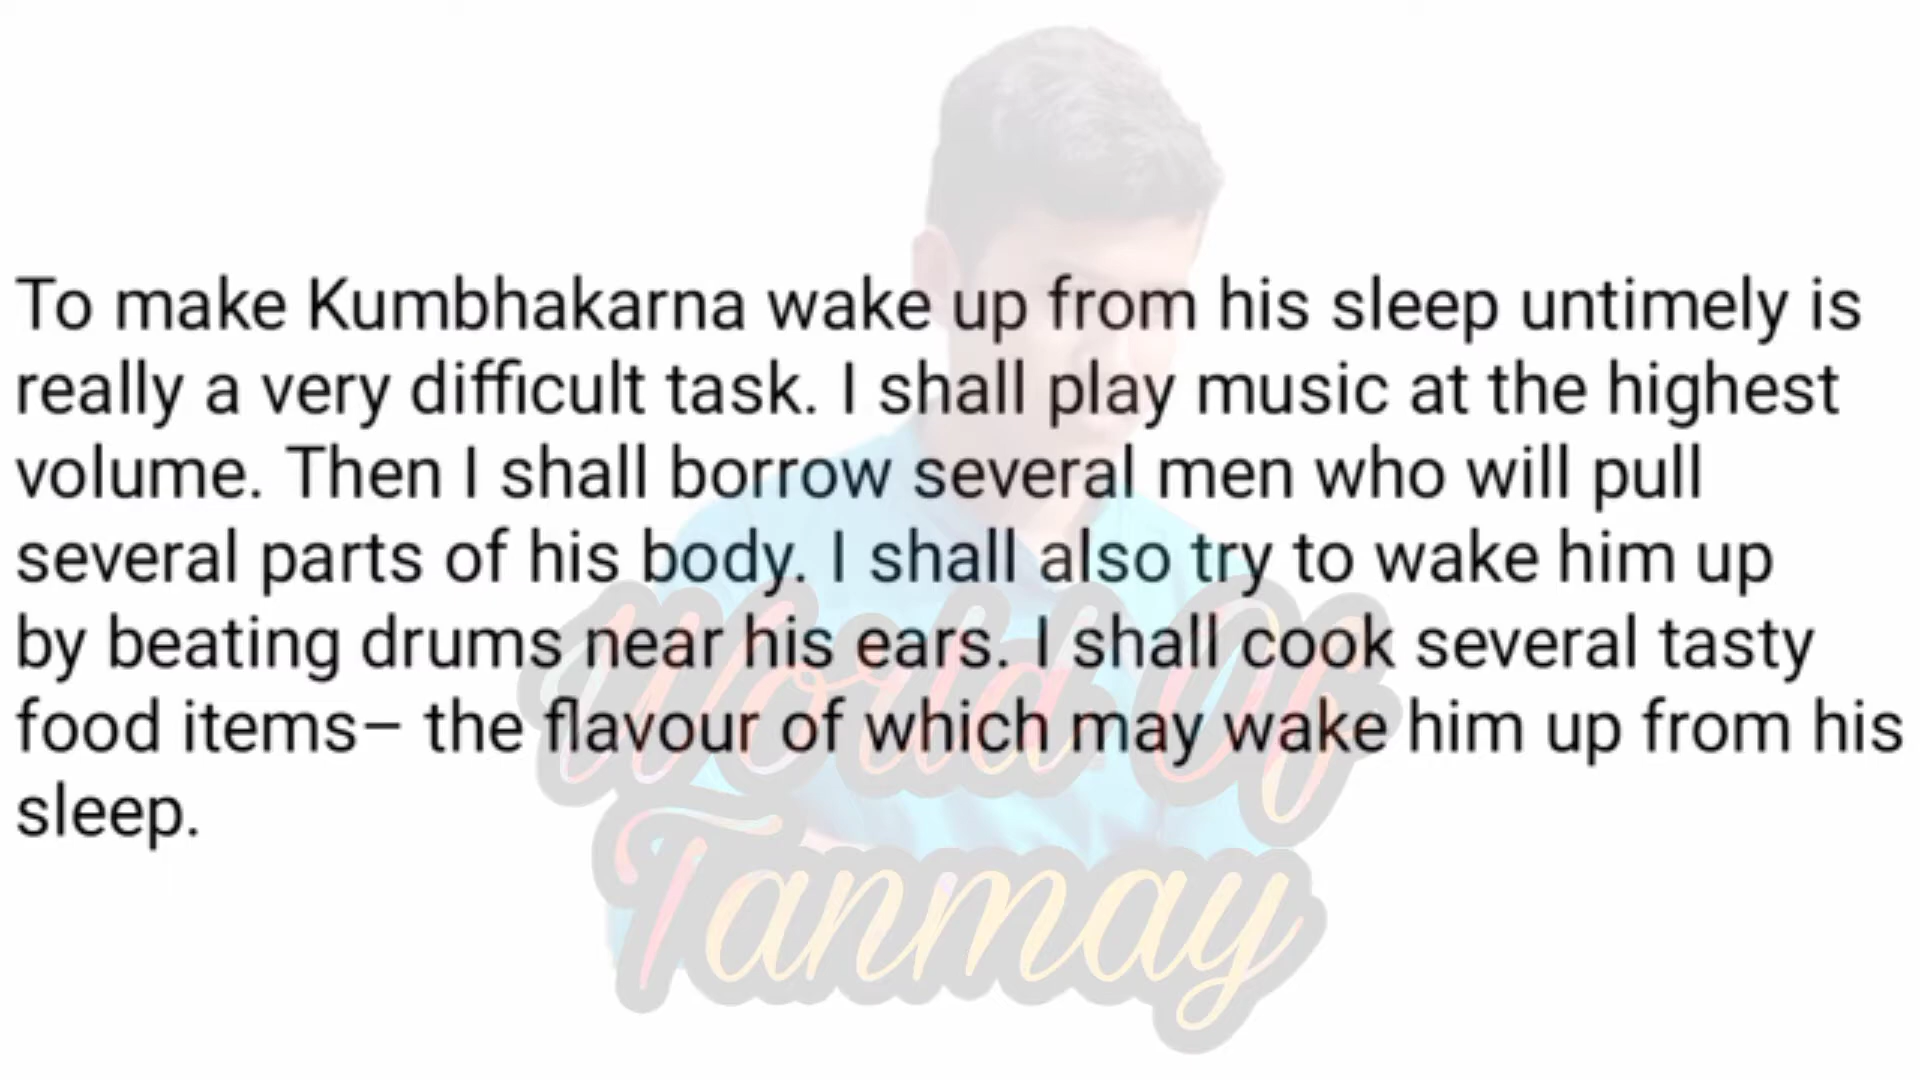 To make Kumbhakarna wake up from his sleep untimely is
really a very difficult task. I shall play music at the highest
volume. Then I shall borrow several men who will pull
several parts of his body. I shall also try to wake him up
by beating drums near his ears. I shall cook several tasty
food items– the flavour of which may wake him up from his
sleep.
World Of
Tanmay